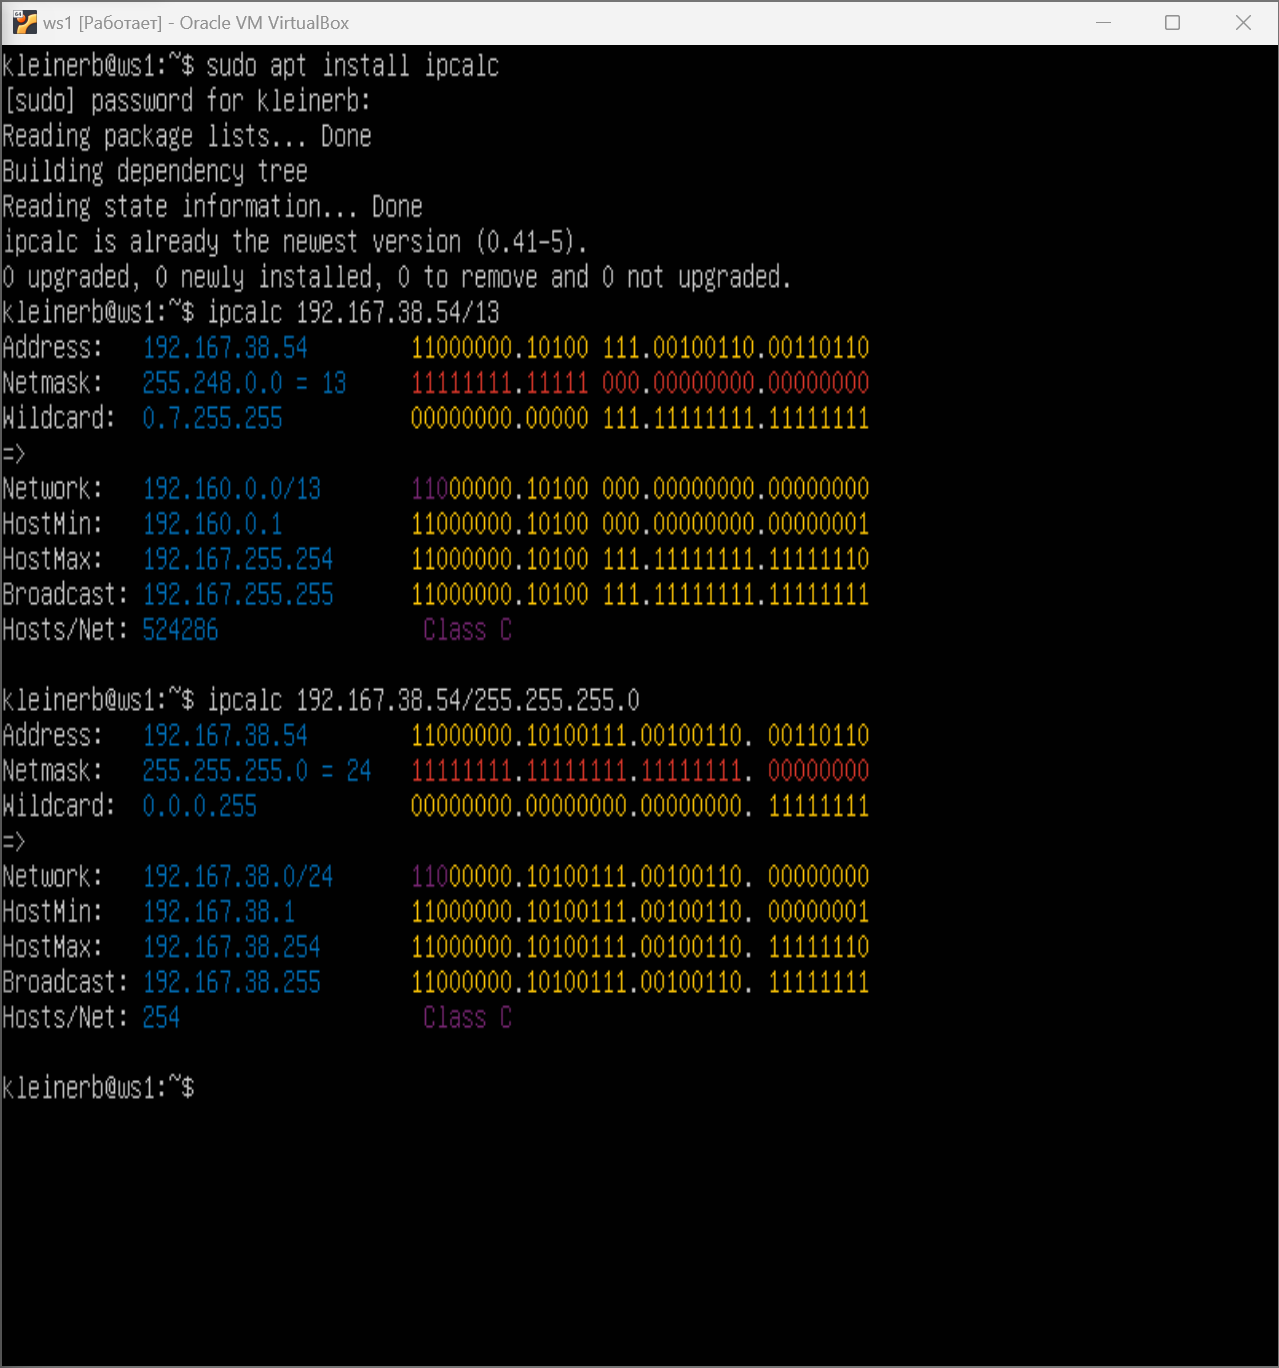 ws1 [Работает] - Oracle VM VirtualBox
kleinerb@ws1:~$ sudo apt install ipcalc
[sudo] password for kleinerb:
Reading package lists... Done
Building dependency tree
Reading state information... Done
ipcalc is already the newest version (0.41-5).
0 upgraded, 0 newly installed, 0 to remove and 0 not upgraded.
kleinerb@ws1:~$ ipcalc 192.167.38.54/13
Address:   192.167.38.54        11000000.10100 111.00100110.00110110
Netmask:   255.248.0.0 = 13     11111111.11111 000.00000000.00000000
Wildcard:  0.7.255.255          00000000.00000 111.11111111.11111111
=>
Network:   192.160.0.0/13       11000000.10100 000.00000000.00000000
HostMin:   192.160.0.1          11000000.10100 000.00000000.00000001
HostMax:   192.167.255.254      11000000.10100 111.11111111.11111110
Broadcast: 192.167.255.255      11000000.10100 111.11111111.11111111
Hosts/Net: 524286                Class C
kleinerb@ws1:~$ ipcalc 192.167.38.54/255.255.255.0
Address:   192.167.38.54        11000000.10100111.00100110. 00110110
Netmask:   255.255.255.0 = 24   11111111.11111111.11111111. 00000000
Wildcard:  0.0.0.255            00000000.00000000.00000000. 11111111
=>
Network:   192.167.38.0/24      11000000.10100111.00100110. 00000000
HostMin:   192.167.38.1         11000000.10100111.00100110. 00000001
HostMax:   192.167.38.254       11000000.10100111.00100110. 11111110
Broadcast: 192.167.38.255       11000000.10100111.00100110. 11111111
Hosts/Net: 254                   Class C
kleinerb@ws1:~$